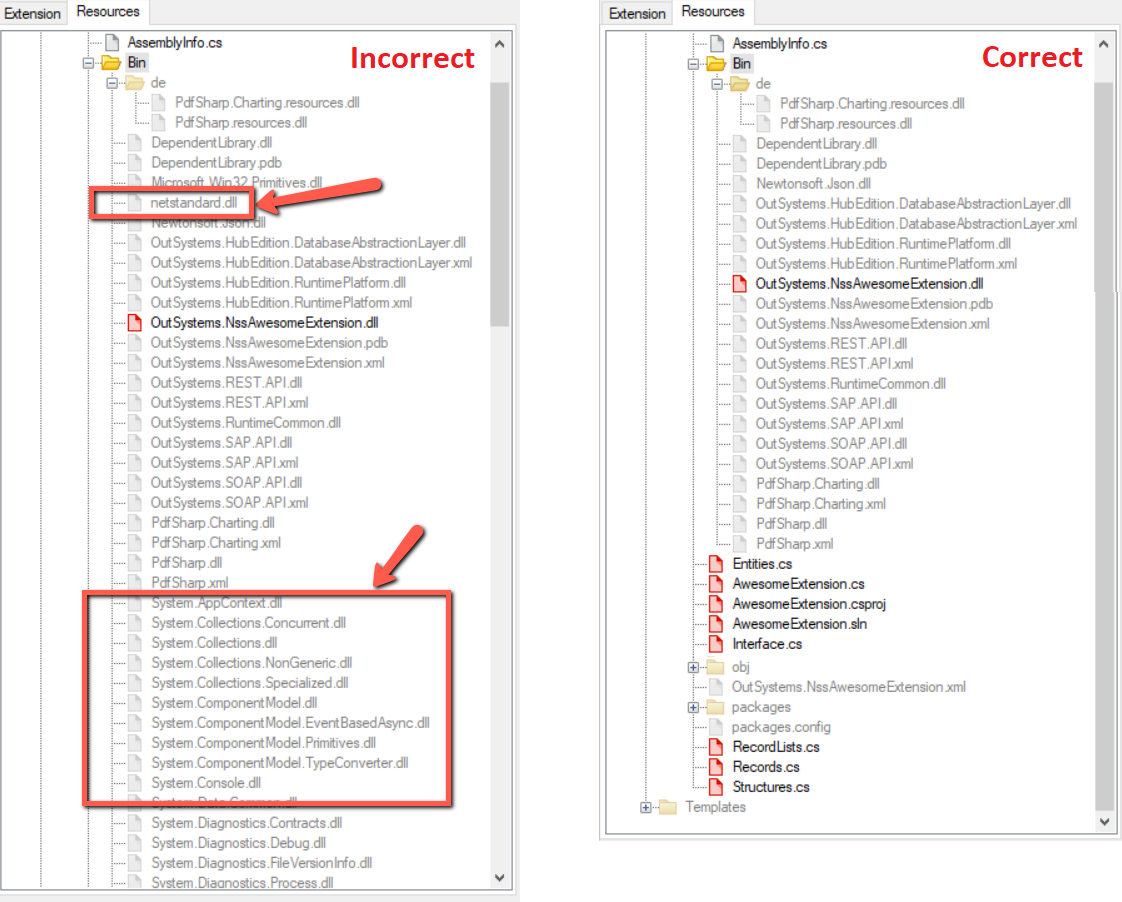 Extension Resources
Incorrect
AssemblyInfo.cs
Bin
de
PdfSharp.Charting.resources.dll
PdfSharp.resources.dll
DependentLibrary.dll
DependentLibrary.pdb
Microsoft.Win32.Primitives.dll
netstandard.dll
Newtonsoft.Json.dll
OutSystems.HubEdition.DatabaseAbstractionLayer.dll
OutSystems.HubEdition.DatabaseAbstractionLayer.xml
OutSystems.HubEdition.RuntimePlatform.dll
OutSystems.HubEdition.RuntimePlatform.xml
OutSystems.NssAwesomeExtension.dll
OutSystems.NssAwesomeExtension.pdb
OutSystems.NssAwesomeExtension.xml
OutSystems.REST.API.dll
OutSystems.REST.API.xml
OutSystems.RuntimeCommon.dll
OutSystems.SAP.API.dll
OutSystems.SAP.API.xml
OutSystems.SOAP.API.dll
OutSystems.SOAP.API.xml
PdfSharp.Charting.dll
PdfSharp.Charting.xml
PdfSharp.dll
PdfSharp.xml
System.AppContext.dll
System.Collections.Concurrent.dll
System.Collections.dll
System.Collections.NonGeneric.dll
System.Collections.Specialized.dll
System.ComponentModel.dll
System.ComponentModel.EventBasedAsync.dll
System.ComponentModel.Primitives.dll
System.ComponentModel.TypeConverter.dll
System.Console.dll
System.Data.Common.dll
System.Diagnostics.Contracts.dll
System.Diagnostics.Debug.dll
System.Diagnostics.FileVersionInfo.dll
System.Diagnostics.Process.dll
Extension Resources
Correct
AssemblyInfo.cs
Bin
de
PdfSharp.Charting.resources.dll
PdfSharp.resources.dll
DependentLibrary.dll
DependentLibrary.pdb
Newtonsoft.Json.dll
OutSystems.HubEdition.DatabaseAbstractionLayer.dll
OutSystems.HubEdition.DatabaseAbstractionLayer.xml
OutSystems.HubEdition.RuntimePlatform.dll
OutSystems.HubEdition.RuntimePlatform.xml
OutSystems.NssAwesomeExtension.dll
OutSystems.NssAwesomeExtension.pdb
OutSystems.NssAwesomeExtension.xml
OutSystems.REST.API.dll
OutSystems.REST.API.xml
OutSystems.RuntimeCommon.dll
OutSystems.SAP.API.dll
OutSystems.SAP.API.xml
OutSystems.SOAP.API.dll
OutSystems.SOAP.API.xml
PdfSharp.Charting.dll
PdfSharp.Charting.xml
PdfSharp.dll
PdfSharp.xml
Entities.cs
AwesomeExtension.cs
AwesomeExtension.csproj
AwesomeExtension.sln
Interface.cs
obj
OutSystems.NssAwesomeExtension.xml
packages
packages.config
RecordLists.cs
Records.cs
Structures.cs
Templates